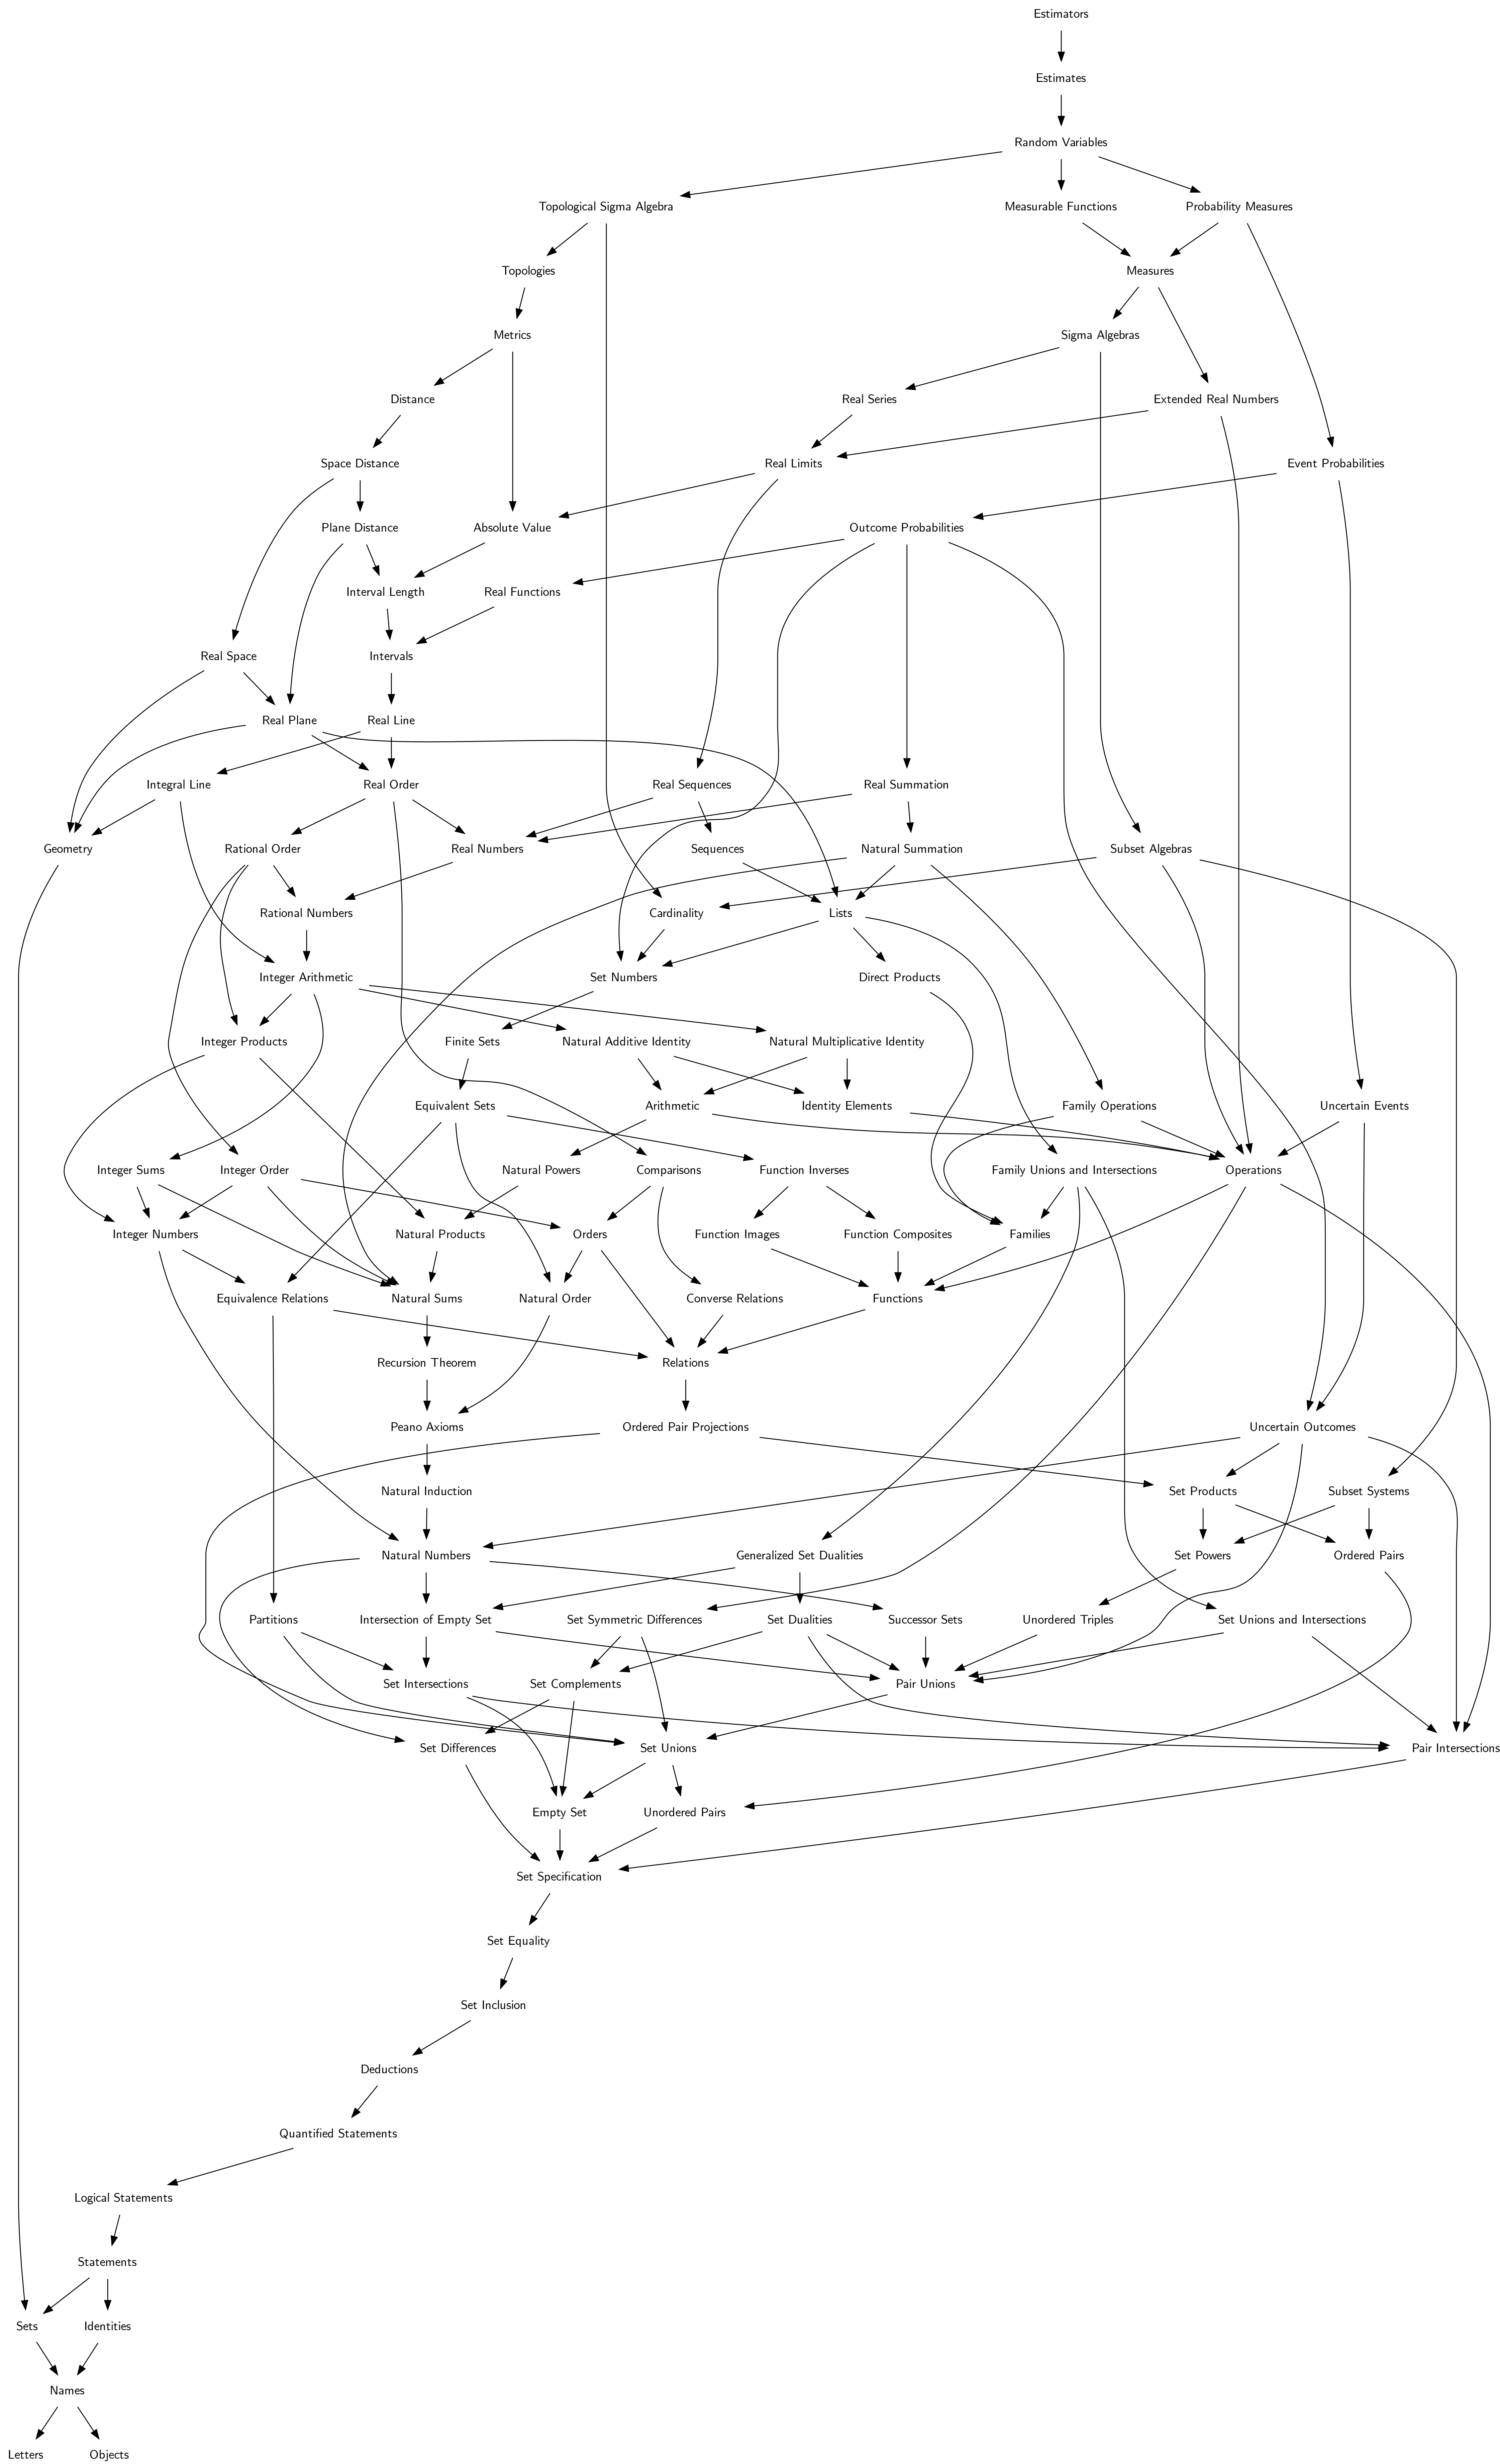 Estimators
Estimates
Random Variables
Topological Sigma Algebra
Measurable Functions
Probability Measures
Topologies
Measures
Metrics
Sigma Algebras
Distance
Real Series
Extended Real Numbers
Space Distance
Real Limits
Event Probabilities
Plane Distance
Absolute Value
Outcome Probabilities
Interval Length
Real Functions
Real Space
Intervals
Real Plane
Real Line
Integral Line
Real Order
Real Sequences
Real Summation
Geometry
Rational Order
Real Numbers
Sequences
Natural Summation
Subset Algebras
Rational Numbers
Cardinality
Lists
Integer Arithmetic
Set Numbers
Direct Products
Integer Products
Finite Sets
Natural Additive Identity
Natural Multiplicative Identity
Equivalent Sets
Arithmetic
Identity Elements
Family Operations
Uncertain Events
Integer Sums
Integer Order
Natural Powers
Comparisons
Function Inverses
Family Unions and Intersections
Operations
Integer Numbers
Natural Products
Orders
Function Images
Function Composites
Families
Equivalence Relations
Natural Sums
Natural Order
Converse Relations
Functions
Recursion Theorem
Relations
Peano Axioms
Ordered Pair Projections
Uncertain Outcomes
Natural Induction
Set Products
Subset Systems
Natural Numbers
Generalized Set Dualities
Set Powers
Ordered Pairs
Partitions
Intersection of Empty Set
Set Symmetric Differences
Set Dualities
Successor Sets
Unordered Triples
Set Unions and Intersections
Set Intersections
Set Complements
Pair Unions
Set Differences
Set Unions
Pair Intersections
Empty Set
Unordered Pairs
Set Specification
Set Equality
Set Inclusion
Deductions
Quantified Statements
Logical Statements
Statements
Sets
Identities
Names
Letters
Objects